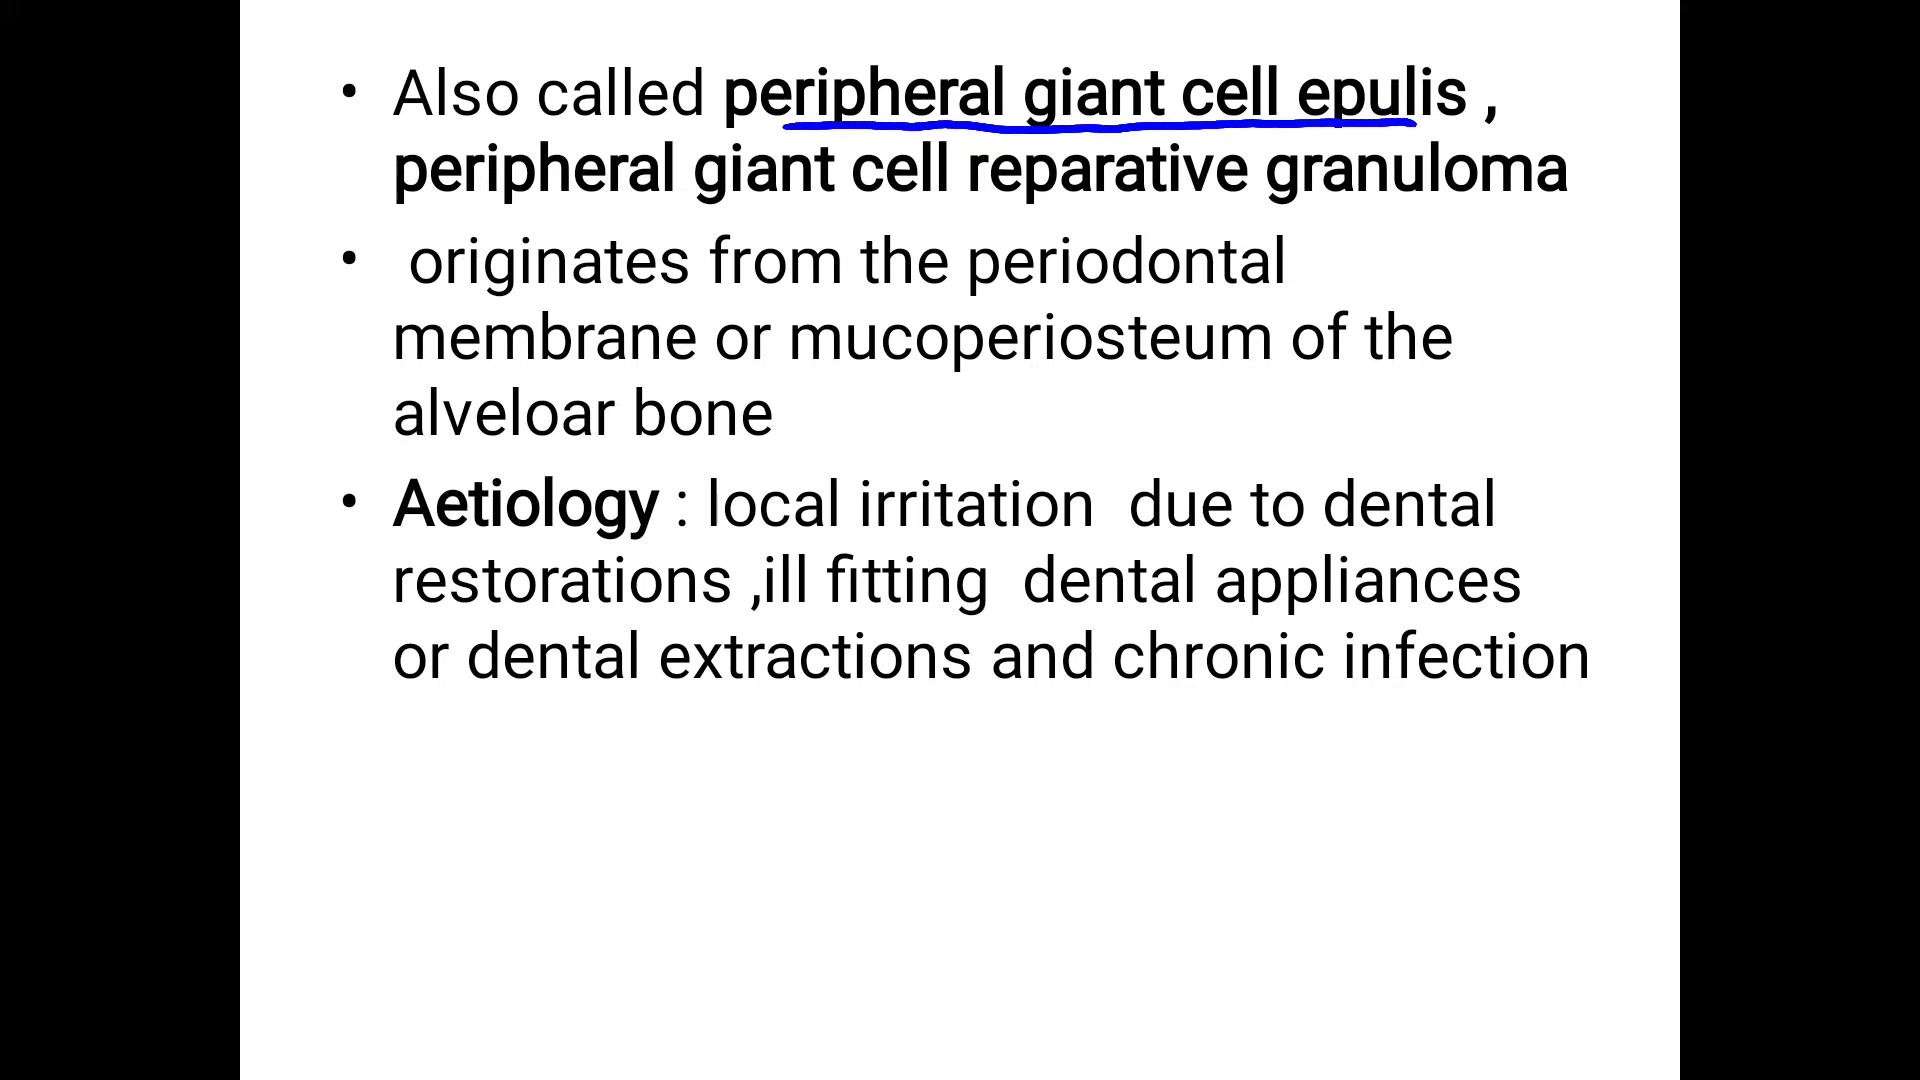 • Also called peripheral giant cell epulis ,
peripheral giant cell reparative granuloma
• originates from the periodontal
membrane or mucoperiosteum of the
alveloar bone
• Aetiology : local irritation  due to dental
restorations ,ill fitting  dental appliances
or dental extractions and chronic infection